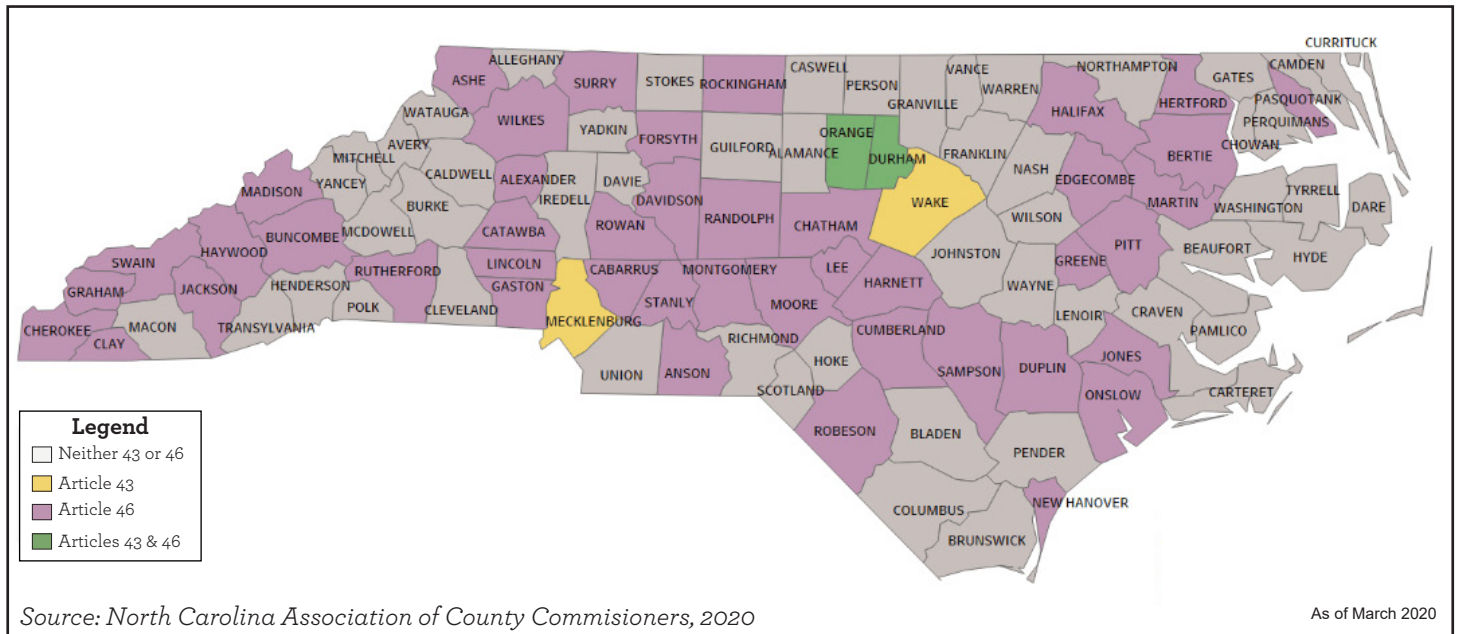 CURRITUCK
ALLEGHANY
ASHE
SURRY
STOKES
ROCKINGHAM
CASWELL
PERSON
VANCE
GRANVILLE
WARREN
NORTHAMPTON
GATES
CAMDEN
PASQUOTANK
HERTFORD
HALIFAX
PERQUIMANS
CHOWAN
WATAUGA
WILKES
YADKIN
FORSYTH
GUILFORD
ALAMANCE
ORANGE
DURHAM
FRANKLIN
NASH
BERTIE
AVERY
MITCHELL
YANCEY
CALDWELL
ALEXANDER
DAVIE
IREDELL
DAVIDSON
RANDOLPH
CHATHAM
WAKE
EDGECOMBE
MARTIN
WASHINGTON
TYRRELL
DARE
MADISON
BUNCOMBE
MCDOWELL
BURKE
CATAWBA
ROWAN
WILSON
PITT
BEAUFORT
HYDE
SWAIN
HAYWOOD
RUTHERFORD
LINCOLN
GASTON
CABARRUS
MONTGOMERY
LEE
HARNETT
JOHNSTON
GREENE
WAYNE
GRAHAM
JACKSON
HENDERSON
POLK
CLEVELAND
STANLY
MOORE
LENOIR
CRAVEN
PAMLICO
CHEROKEE
CLAY
MACON
TRANSYLVANIA
MECKLENBURG
RICHMOND
CUMBERLAND
UNION
ANSON
HOKE
SCOTLAND
SAMPSON
DUPLIN
JONES
ONSLOW
CARTERET
ROBESON
BLADEN
PENDER
COLUMBUS
NEW HANOVER
BRUNSWICK
Legend
Neither 43 or 46
Article 43
Article 46
Articles 43 & 46
Source: North Carolina Association of County Commisioners, 2020
As of March 2020